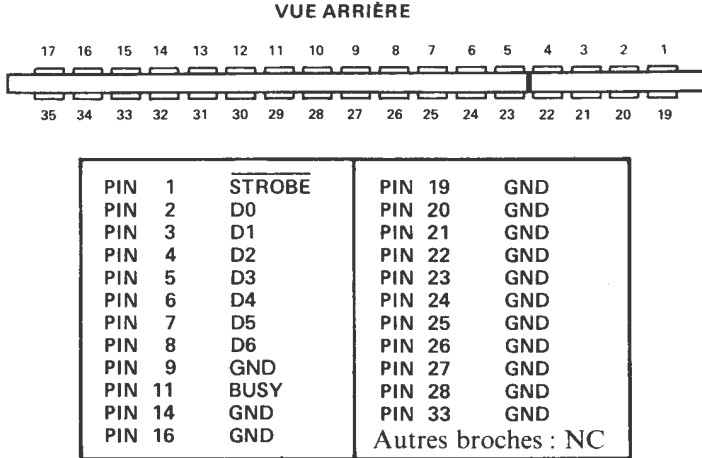 VUE ARRIÈRE
17 16 15 14 13 12 11 10 9 8 7 6 5 4 3 2 1
35 34 33 32 31 30 29 28 27 26 25 24 23 22 21 20 19
PIN 1 STROBE
PIN 2 D0
PIN 3 D1
PIN 4 D2
PIN 5 D3
PIN 6 D4
PIN 7 D5
PIN 8 D6
PIN 9 GND
PIN 11 BUSY
PIN 14 GND
PIN 16 GND
PIN 19 GND
PIN 20 GND
PIN 21 GND
PIN 22 GND
PIN 23 GND
PIN 24 GND
PIN 25 GND
PIN 26 GND
PIN 27 GND
PIN 28 GND
PIN 33 GND
Autres broches : NC